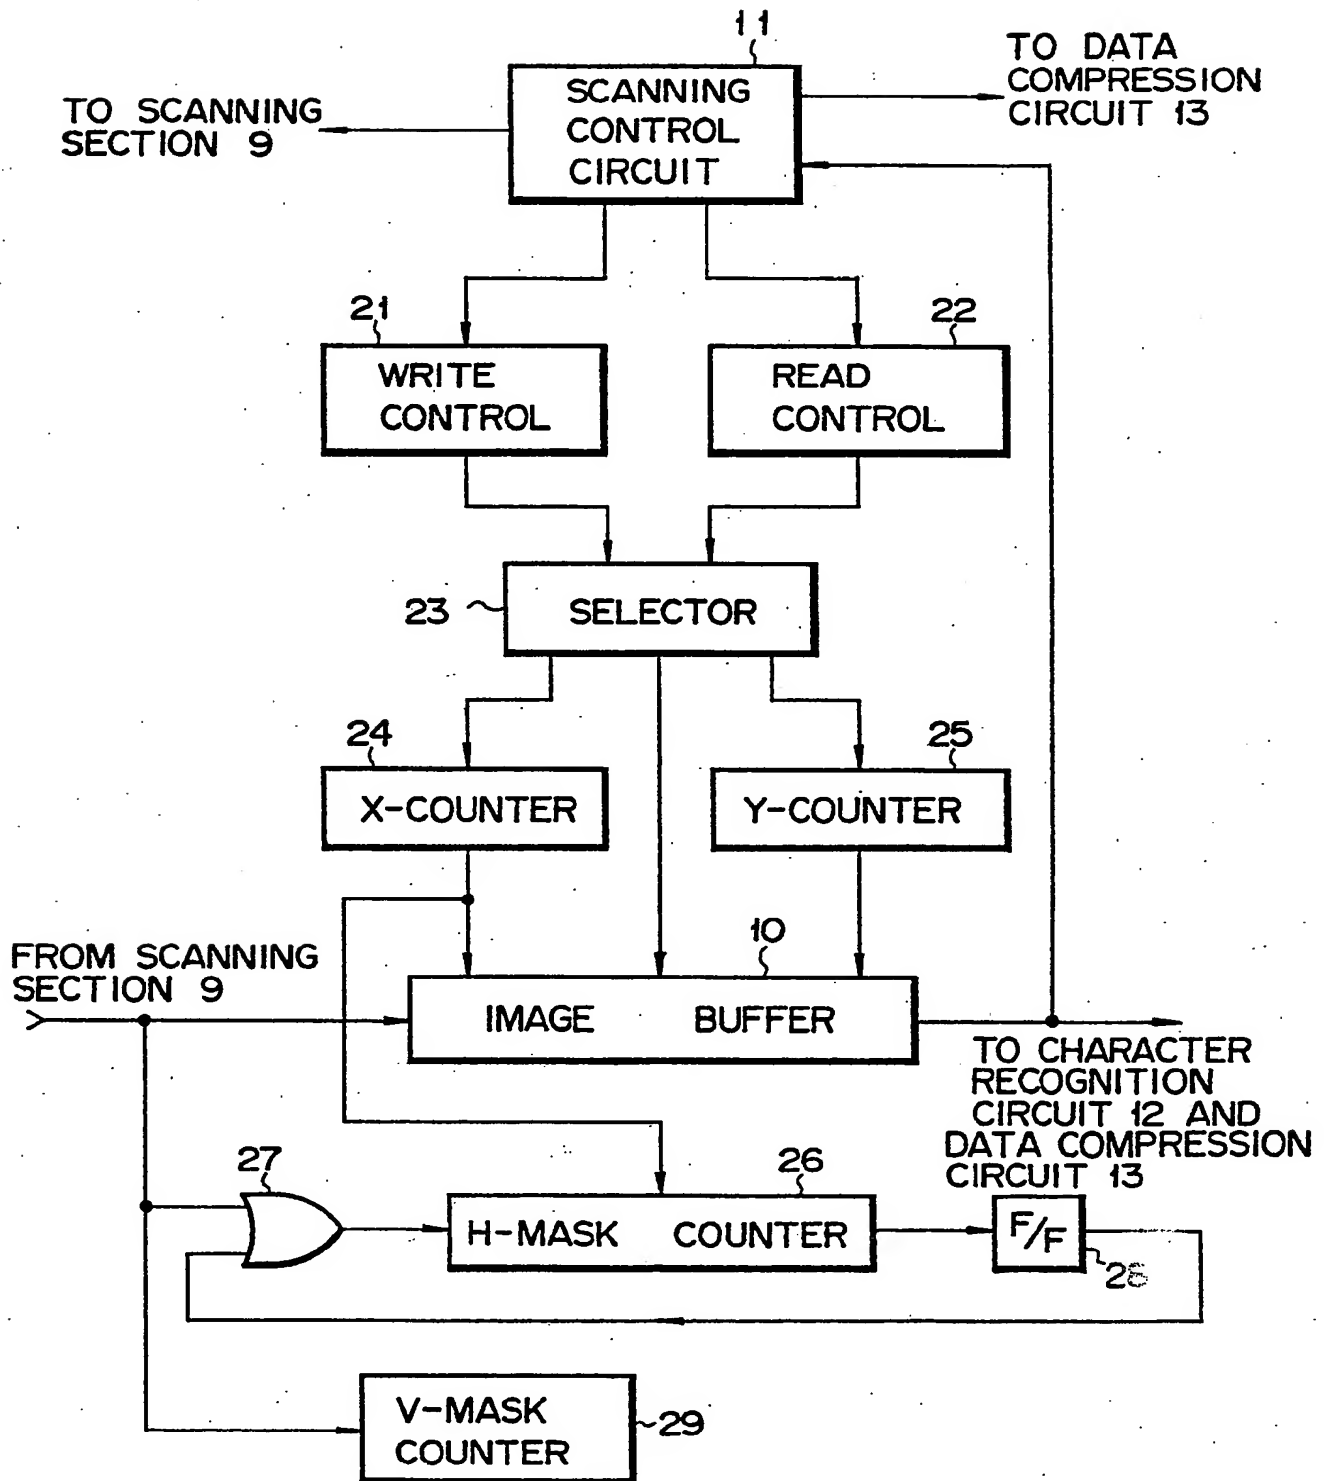 11
TO DATA
COMPRESSION
CIRCUIT 13
SCANNING
CONTROL
CIRCUIT
TO SCANNING
SECTION 9
21
22
WRITE
CONTROL
READ
CONTROL
23
SELECTOR
24
25
X-COUNTER
Y-COUNTER
10
FROM SCANNING
SECTION 9
IMAGE BUFFER
TO CHARACTER
RECOGNITION
CIRCUIT 12 AND
DATA COMPRESSION
CIRCUIT 13
27
26
H-MASK COUNTER
F/F
28
V-MASK
COUNTER
29